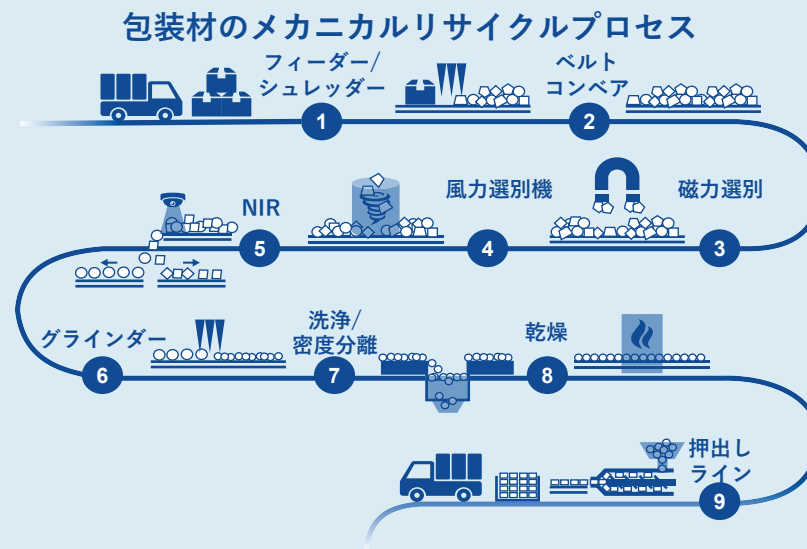 包装材のメカニカルリサイクルプロセス
フィーダー/
シュレッダー
1
ベルト
コンベア
2
磁力選別
3
風力選別機
4
NIR
5
グラインダー
6
洗浄/
密度分離
7
乾燥
8
押出し
ライン
9